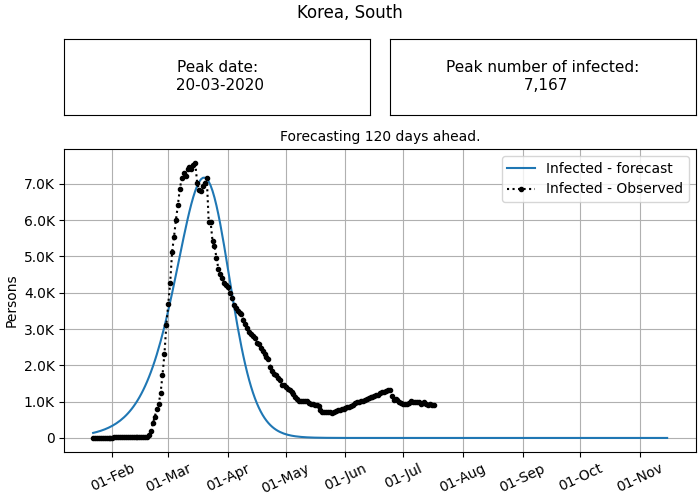 Korea, South
Peak date:
20-03-2020
Peak number of infected:
7,167
Forecasting 120 days ahead.
Infected - forecast
Infected - Observed
Persons
7.0K
6.0K
5.0K
4.0K
3.0K
2.0K
1.0K
0
01-Feb
01-Mar
01-Apr
01-May
01-Jun
01-Jul
01-Aug
01-Sep
01-Oct
01-Nov